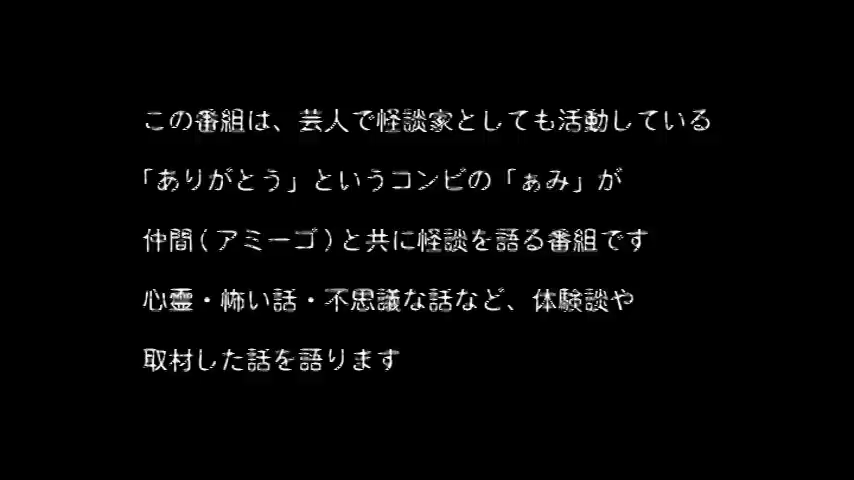 この番組は、芸人で怪談家としても活動している
「ありがとう」というコンビの「ぁみ」が
仲間(アミーゴ)と共に怪談を語る番組です
心霊・怖い話・不思議な話など、体験談や
取材した話を語ります